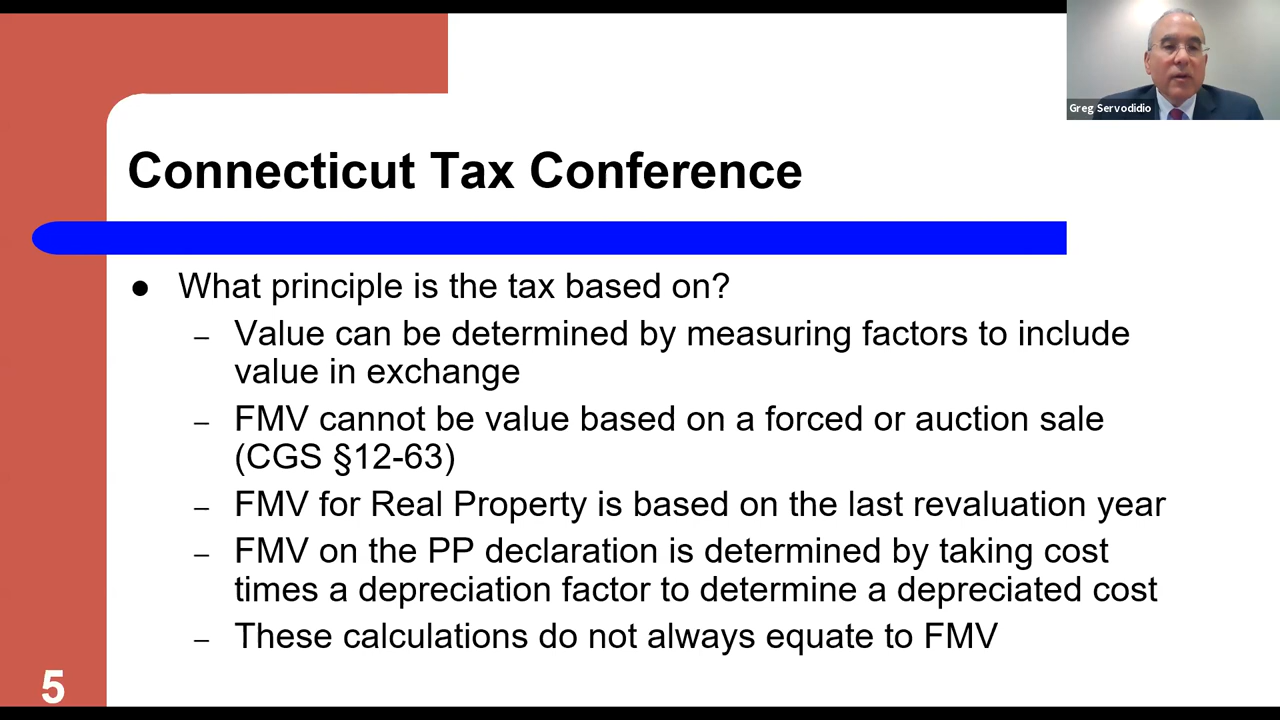 Greg Servodidio
Connecticut Tax Conference
● What principle is the tax based on?
– Value can be determined by measuring factors to include
value in exchange
– FMV cannot be value based on a forced or auction sale
(CGS §12-63)
– FMV for Real Property is based on the last revaluation year
– FMV on the PP declaration is determined by taking cost
times a depreciation factor to determine a depreciated cost
– These calculations do not always equate to FMV
5